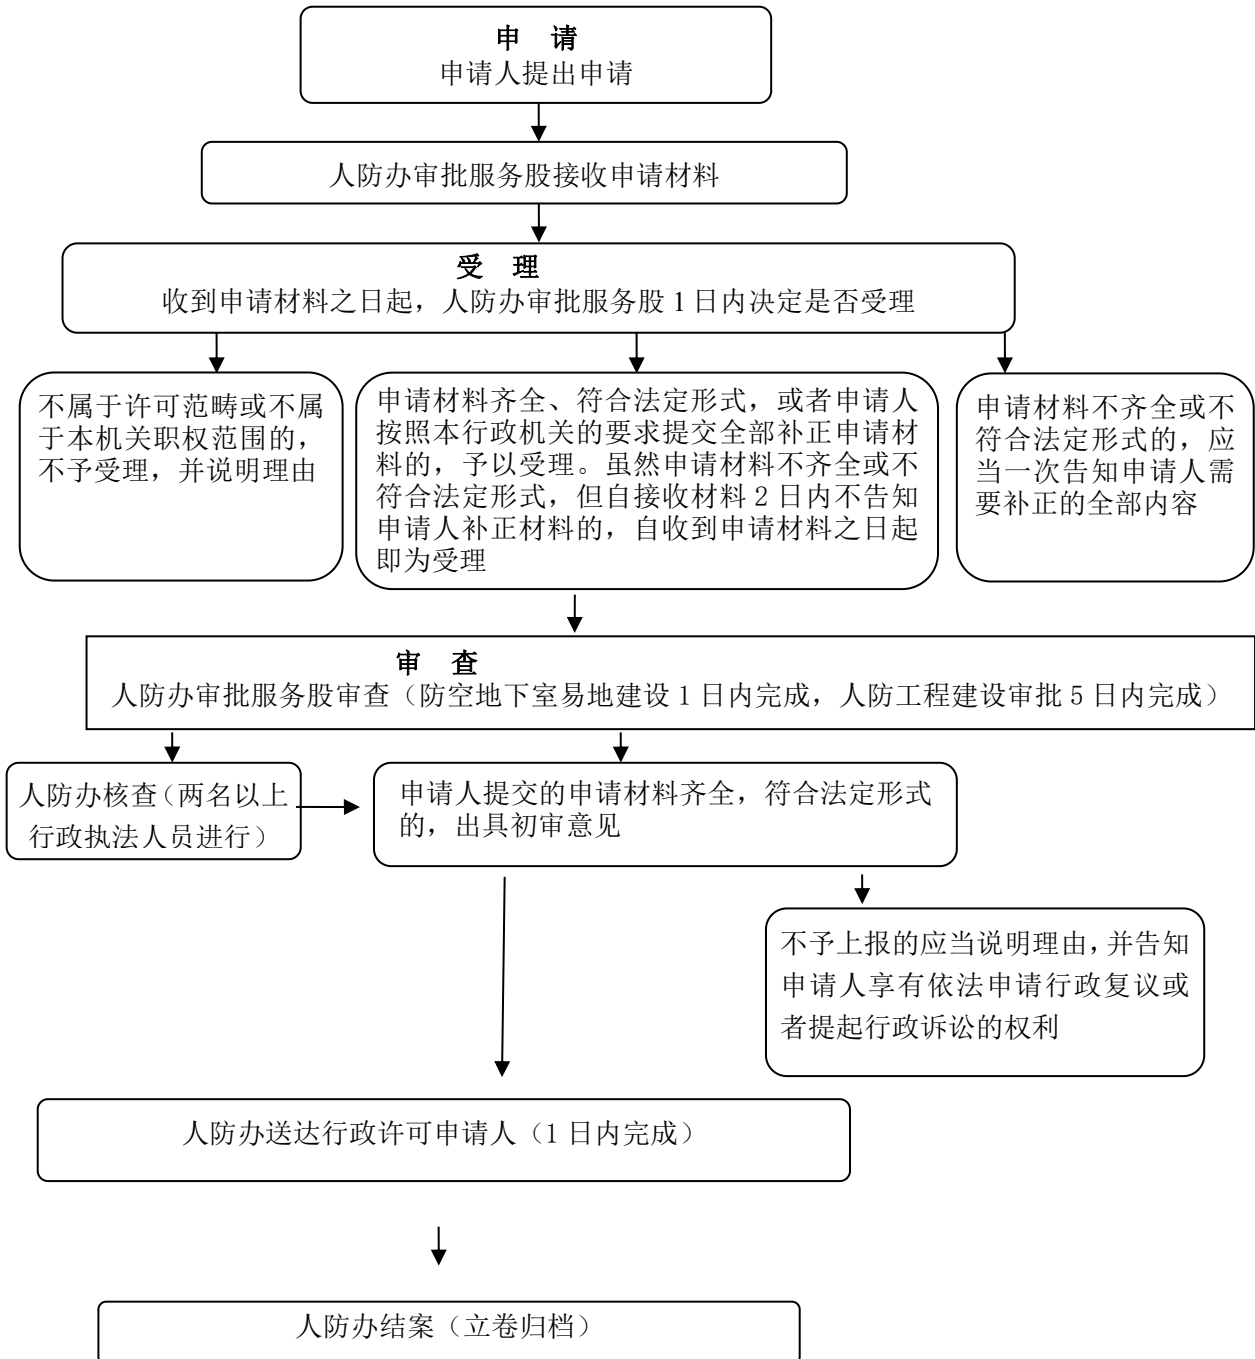 申 请
申请人提出申请
人防办审批服务股接收申请材料
受 理
收到申请材料之日起，人防办审批服务股 1 日内决定是否受理
不属于许可范畴或不属
于本机关职权范围的，
不予受理，并说明理由
申请材料齐全、符合法定形式，或者申请人
按照本行政机关的要求提交全部补正申请材
料的，予以受理。虽然申请材料不齐全或不
符合法定形式，但自接收材料 2 日内不告知
申请人补正材料的，自收到申请材料之日起
即为受理
申请材料不齐全或不
符合法定形式的，应
当一次告知申请人需
要补正的全部内容
审 查
人防办审批服务股审查（防空地下室易地建设 1 日内完成，人防工程建设审批 5 日内完成）
人防办核查（两名以上
行政执法人员进行）
申请人提交的申请材料齐全，符合法定形式
的，出具初审意见
不予上报的应当说明理由，并告知
申请人享有依法申请行政复议或
者提起行政诉讼的权利
人防办送达行政许可申请人（1 日内完成）
人防办结案（立卷归档）